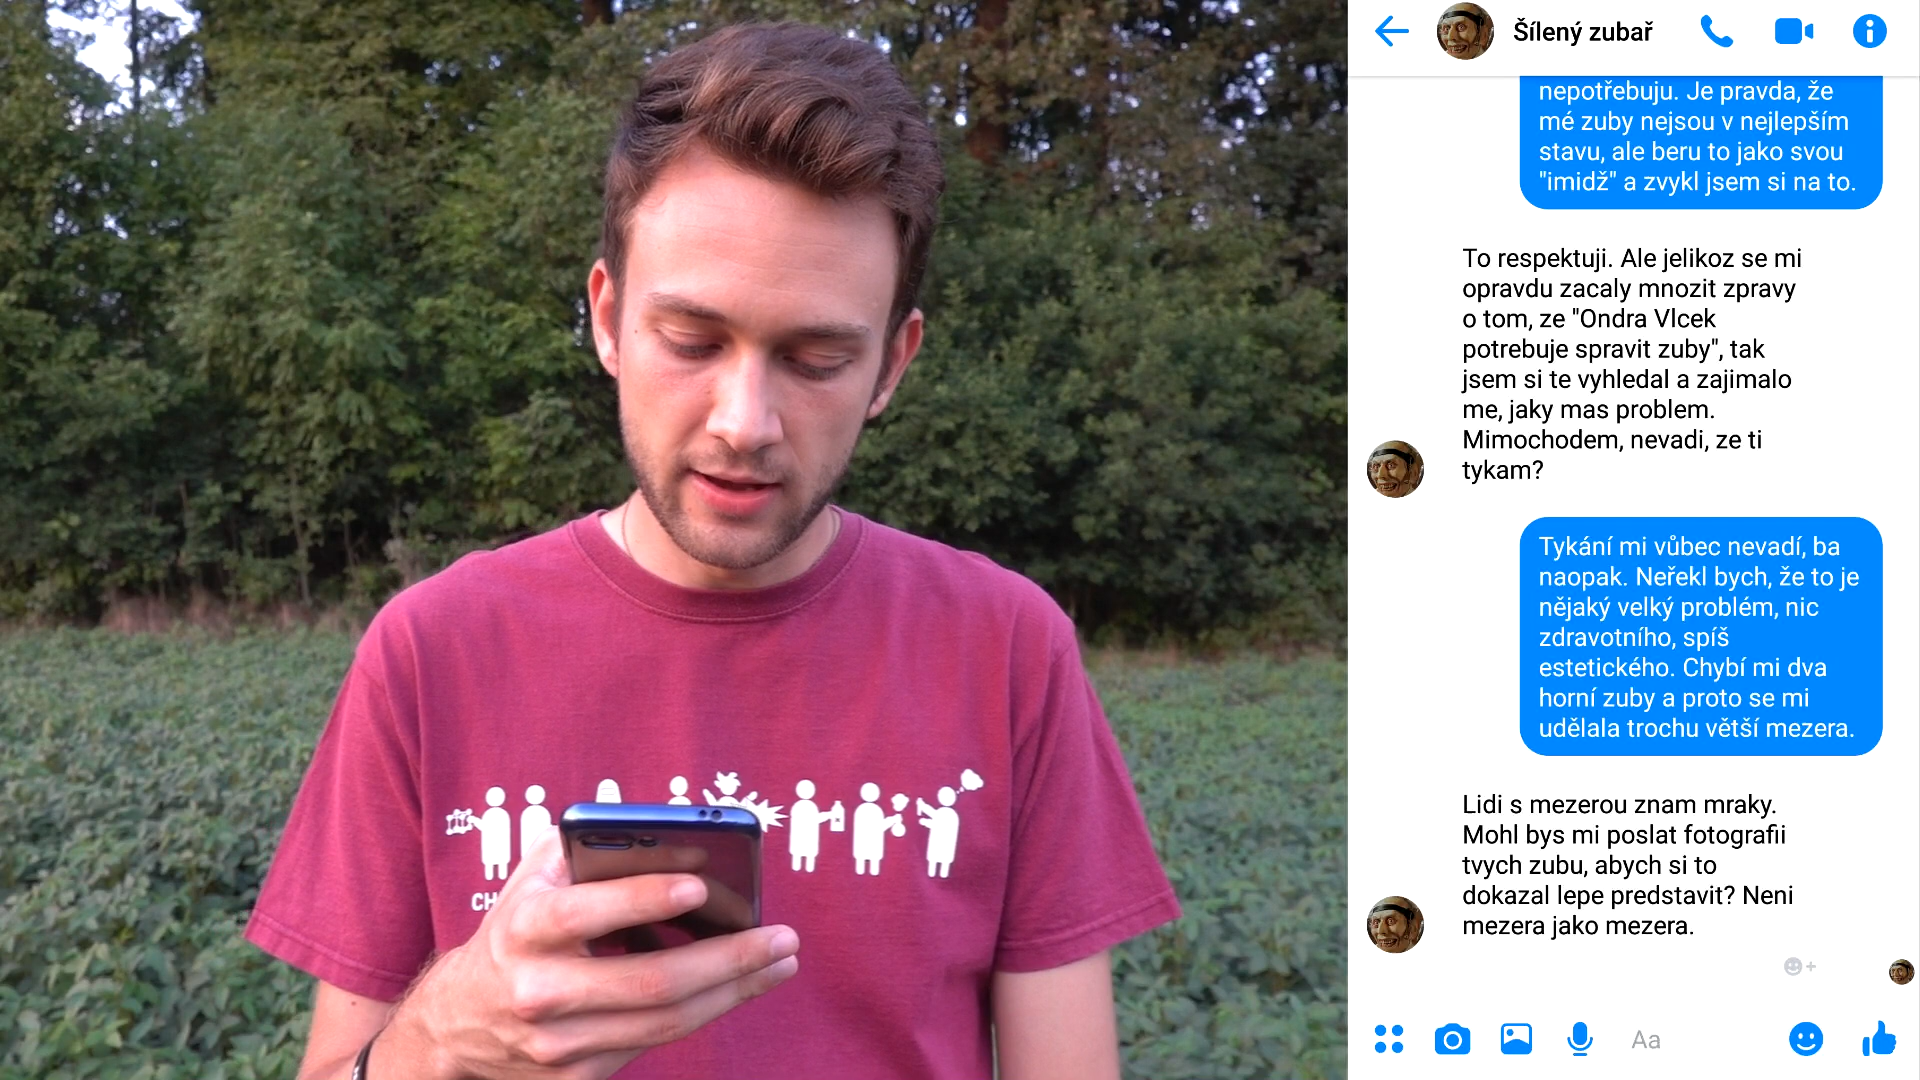 Šílený zubař
nepotřebuju. Je pravda, že
mé zuby nejsou v nejlepším
stavu, ale beru to jako svou
"imidž" a zvykl jsem si na to.
To respektuji. Ale jelikoz se mi
opravdu zacaly mnozit zpravy
o tom, ze "Ondra Vlcek
potrebuje spravit zuby", tak
jsem si te vyhledal a zajimalo
me, jaky mas problem.
Mimochodem, nevadi, ze ti
tykam?
Tykání mi vůbec nevadí, ba
naopak. Neřekl bych, že to je
nějaký velký problém, nic
zdravotního, spíš
estetického. Chybí mi dva
horní zuby a proto se mi
udělala trochu větší mezera.
Lidi s mezerou znam mraky.
Mohl bys mi poslat fotografii
tvych zubu, abych si to
dokazal lepe predstavit? Neni
mezera jako mezera.
Aa